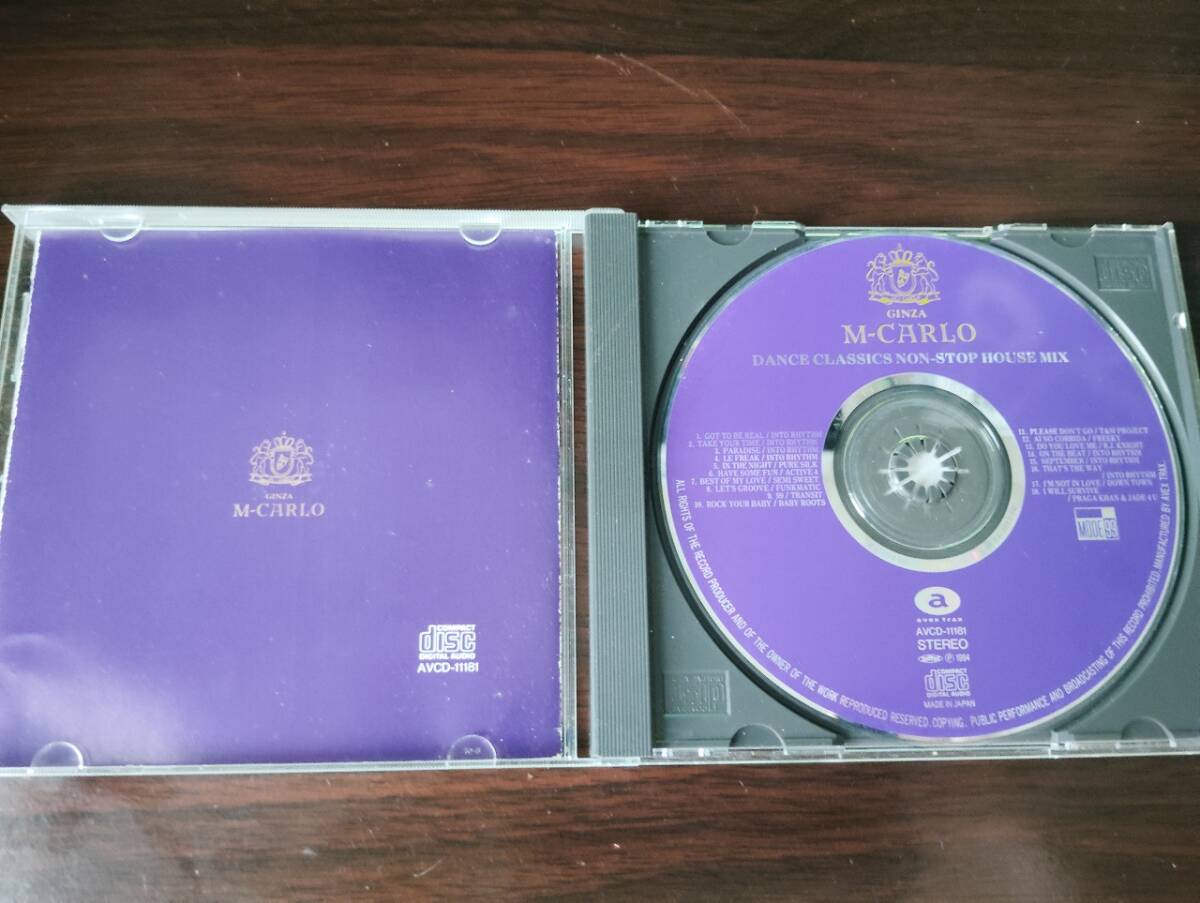 GINZA
M-CARLO
COMPACT
disc
DIGITAL AUDIO
AVCD-11181
GINZA
M-CARLO
DANCE CLASSICS NON-STOP HOUSE MIX
1. GOT TO BE REAL / INTO RHYTHM
2. TAKE YOUR TIME / INTO RHYTHM
3. PARADISE / INTO RHYTHM
4. LE FREAK / INTO RHYTHM
5. IN THE NIGHT / PURE SILK
6. HAVE SOME FUN / ACTIVE 4
7. BEST OF MY LOVE / SEMI SWEET
8. LET'S GROOVE / FUNKMATIC
9. 99 / TRANSIT
10. ROCK YOUR BABY / BABY ROOTS
11. PLEASE DON'T GO / T&M PROJECT
12. AI NO CORRIDA / FREEKY
13. DO YOU LOVE ME / R.J. KNIGHT
14. ON THE BEAT / INTO RHYTHM
15. SEPTEMBER / INTO RHYTHM
16. THAT'S THE WAY
/ INTO RHYTHM
17. I'M NOT IN LOVE / DOWN TOWN
18. I WILL SURVIVE
/ PRAGA KHAN & JADE 4 U
MODE 99
a
avex trax
AVCD-11181
STEREO
Ⓟ 1994
COMPACT
disc
DIGITAL AUDIO
MADE IN JAPAN
ALL RIGHTS OF THE RECORD PRODUCER AND OF THE OWNER OF THE WORK REPRODUCED RESERVED. COPYING, PUBLIC PERFORMANCE AND BROADCASTING OF THIS RECORD PROHIBITED. MANUFACTURED BY AVEX TRAX.
disc